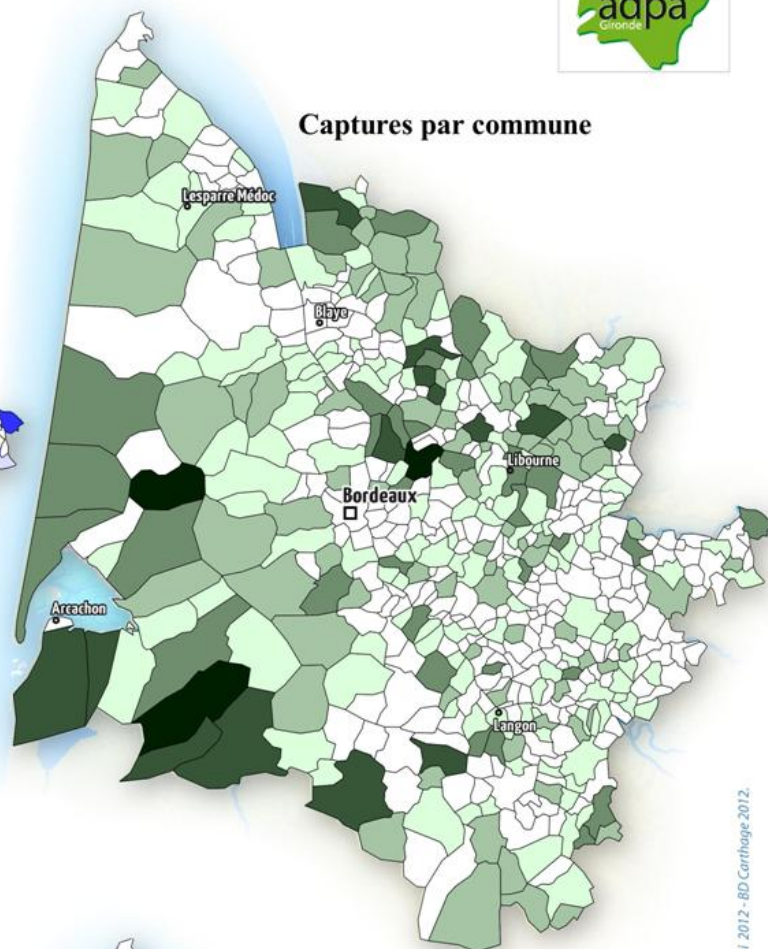 adpa
Gironde
Captures par commune
Lesparre Médoc
Blaye
Libourne
Bordeaux
Arcachon
Langon
2012 - BD Carthage 2012.